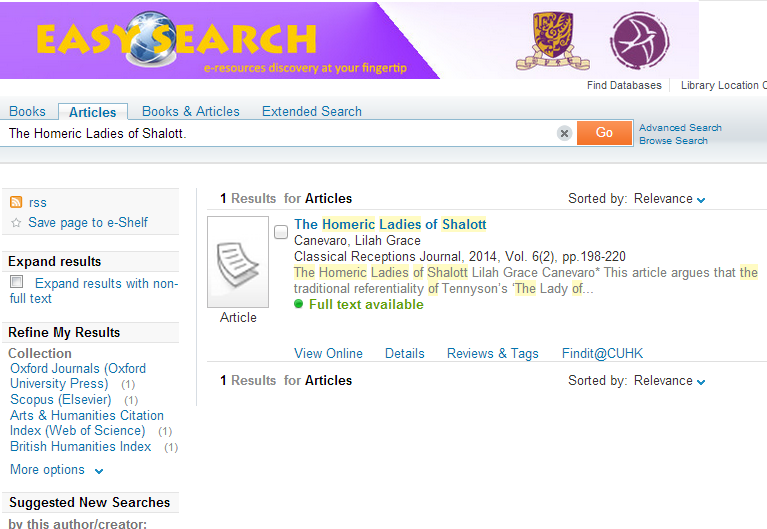 EASY SEARCH
e-resources discovery at your fingertip
Find Databases | Library Location
Books Articles Books & Articles Extended Search
The Homeric Ladies of Shalott.
Go
Advanced Search
Browse Search
rss
Save page to e-Shelf
Expand results
Expand results with non-
full text
Refine My Results
Collection
Oxford Journals (Oxford
University Press) (1)
Scopus (Elsevier) (1)
Arts & Humanities Citation
Index (Web of Science) (1)
British Humanities Index (1)
More options
Suggested New Searches
by this author/creator:
1 Results for Articles
Sorted by: Relevance
The Homeric Ladies of Shalott
Canevaro, Lilah Grace
Classical Receptions Journal, 2014, Vol. 6(2), pp.198-220
The Homeric Ladies of Shalott Lilah Grace Canevaro* This article argues that the
traditional referentiality of Tennyson's 'The Lady of...
Full text available
Article
View Online Details Reviews & Tags Findit@CUHK
1 Results for Articles
Sorted by: Relevance